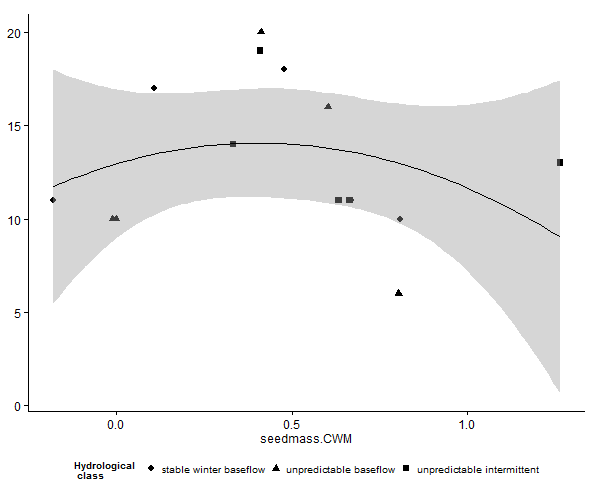 20
15
10
5
0
0.0 0.5 1.0
seedmass.CWM
Hydrological
class
stable winter baseflow unpredictable baseflow unpredictable intermittent